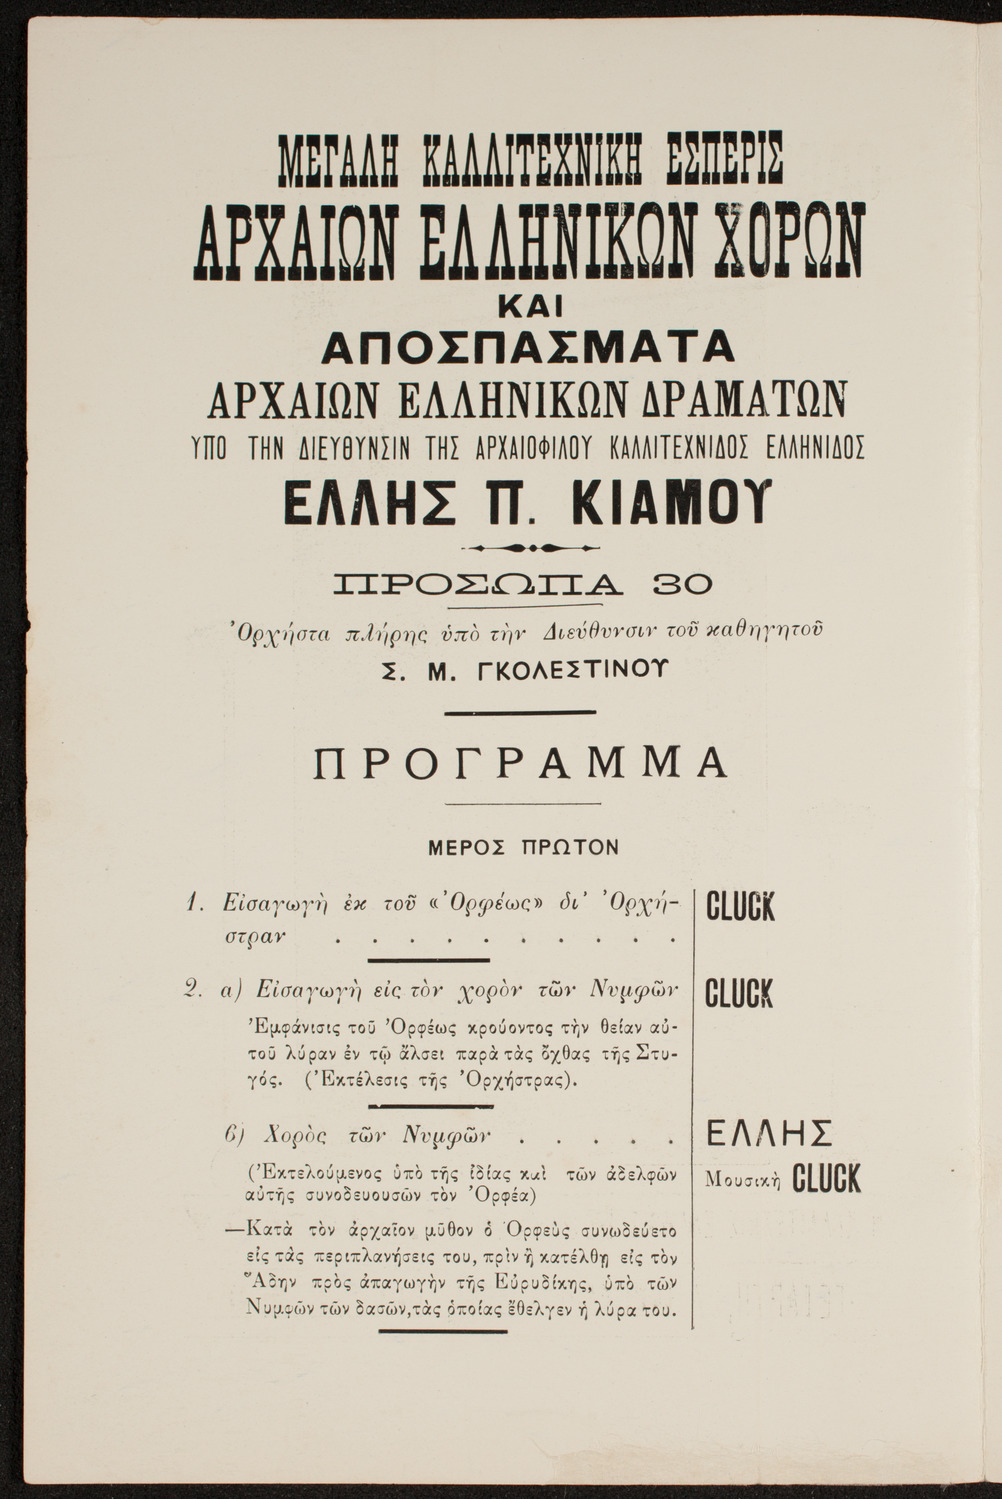 ΜΕΓΑΛΗ ΚΑΛΛΙΤΕΧΝΙΚΗ ΕΣΠΕΡΙΣ
ΑΡΧΑΙΩΝ ΕΛΛΗΝΙΚΩΝ ΧΟΡΩΝ
ΚΑΙ
ΑΠΟΣΠΑΣΜΑΤΑ
ΑΡΧΑΙΩΝ ΕΛΛΗΝΙΚΩΝ ΔΡΑΜΑΤΩΝ
ΥΠΟ ΤΗΝ ΔΙΕΥΘΥΝΣΙΝ ΤΗΣ ΑΡΧΑΙΟΦΙΛΟΥ ΚΑΛΛΙΤΕΧΝΙΔΟΣ ΕΛΛΗΝΙΔΟΣ
ΕΛΛΗΣ Π. ΚΙΑΜΟΥ
ΠΡΟΣΩΠΑ 30
Ὀρχήστα πλήρης ὑπὸ τὴν Διεύθυνσιν τοῦ καθηγητοῦ
Σ. Μ. ΓΚΟΛΕΣΤΙΝΟΥ
ΠΡΟΓΡΑΜΜΑ
ΜΕΡΟΣ ΠΡΩΤΟΝ
1. Εἰσαγωγὴ ἐκ τοῦ «Ὀρφέως» δι' Ὀρχή- CLUCK
στραν . . . . . . . . . .
2. α) Εἰσαγωγὴ εἰς τὸν χορὸν τῶν Νυμφῶν CLUCK
Ἐμφάνισις τοῦ Ὀρφέως κρούοντος τὴν θείαν αὐ-
τοῦ λύραν ἐν τῷ ἄλσει παρὰ τὰς ὄχθας τῆς Στυ-
γός. (Ἐκτέλεσις τῆς Ὀρχήστρας).
β) Χορὸς τῶν Νυμφῶν . . . . . ΕΛΛΗΣ
(Ἐκτελούμενος ὑπὸ τῆς ἰδίας καὶ τῶν ἀδελφῶν Μουσικὴ CLUCK
αὐτῆς συνοδευουσῶν τὸν Ὀρφέα)
—Κατὰ τὸν ἀρχαῖον μῦθον ὁ Ὀρφεὺς συνωδεύετο
εἰς τὰς περιπλανήσεις του, πρὶν ἢ κατέλθῃ εἰς τὸν
ᾍδην πρὸς ἀπαγωγὴν τῆς Εὐρυδίκης, ὑπὸ τῶν
Νυμφῶν τῶν δασῶν, τὰς ὁποίας ἔθελγεν ἡ λύρα του.